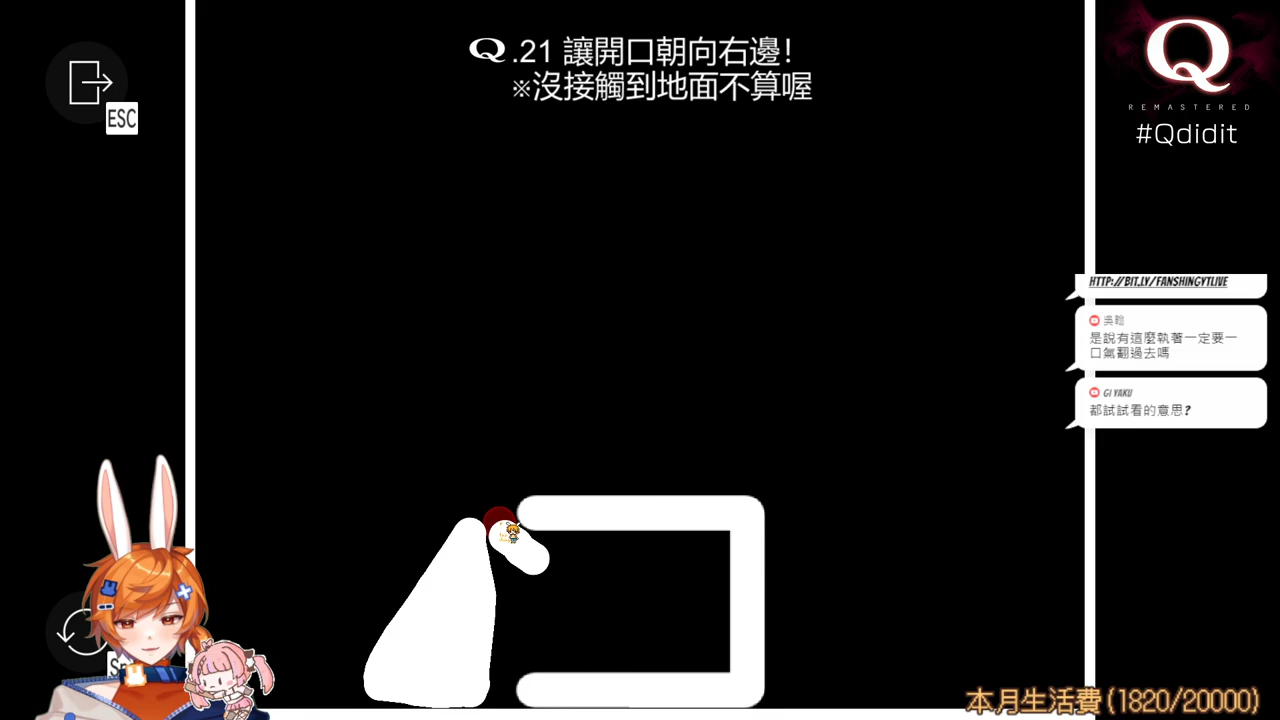 Q.21 讓開口朝向右邊!
※沒接觸到地面不算喔
ESC
Q
REMASTERED
#Qdidit
HTTP://BIT.LY/FANSHINGYTLIVE
是說有這麼執著一定要一
口氣翻過去嗎
GI YAKU
都試試看的意思?
本月生活費(1820/20000)